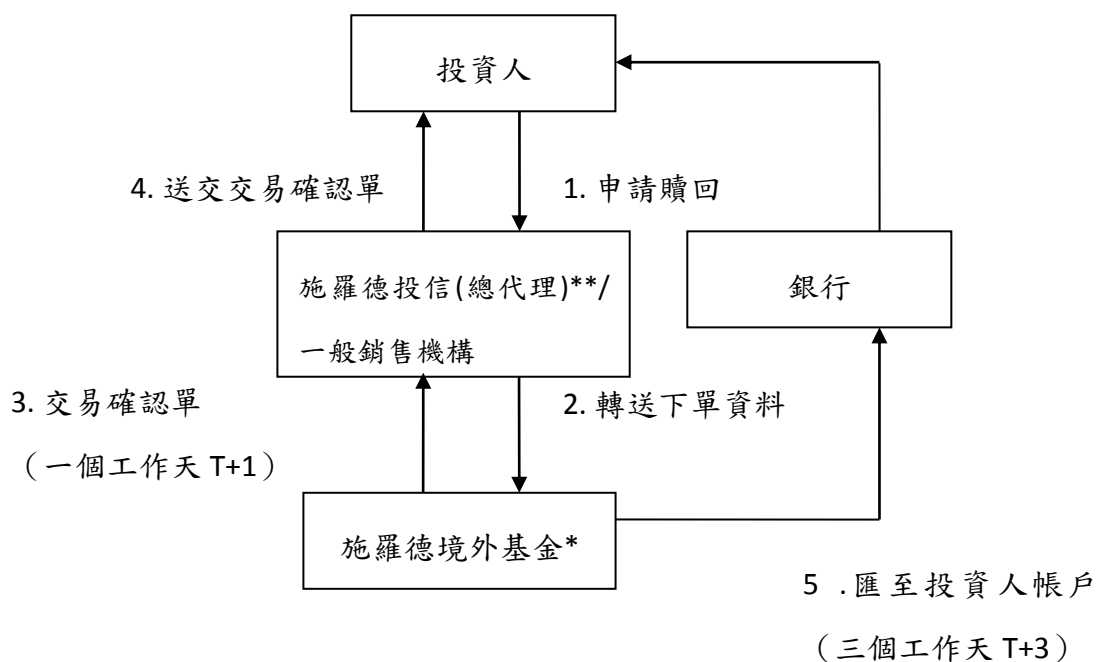 投資人
4. 送交交易確認單
1. 申請贖回
施羅德投信(總代理)**/
一般銷售機構
銀行
3. 交易確認單
（一個工作天 T+1）
2. 轉送下單資料
施羅德境外基金*
5 .匯至投資人帳戶
（三個工作天 T+3）